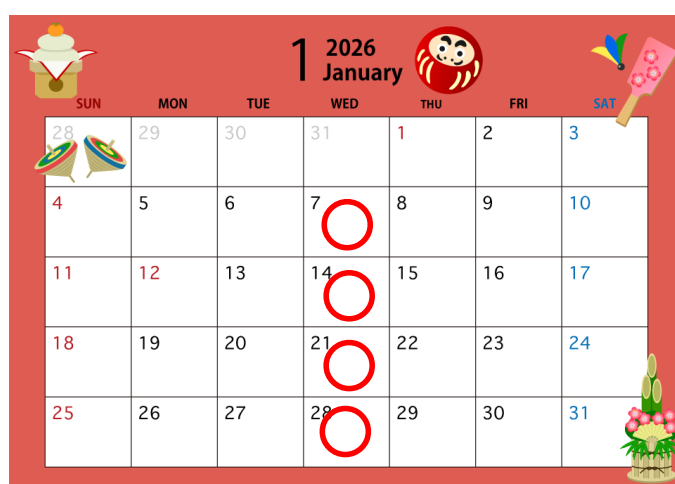 1 2026
January
SUN MON TUE WED THU FRI SAT
28 29 30 31 1 2 3
4 5 6 7 8 9 10
11 12 13 14 15 16 17
18 19 20 21 22 23 24
25 26 27 28 29 30 31